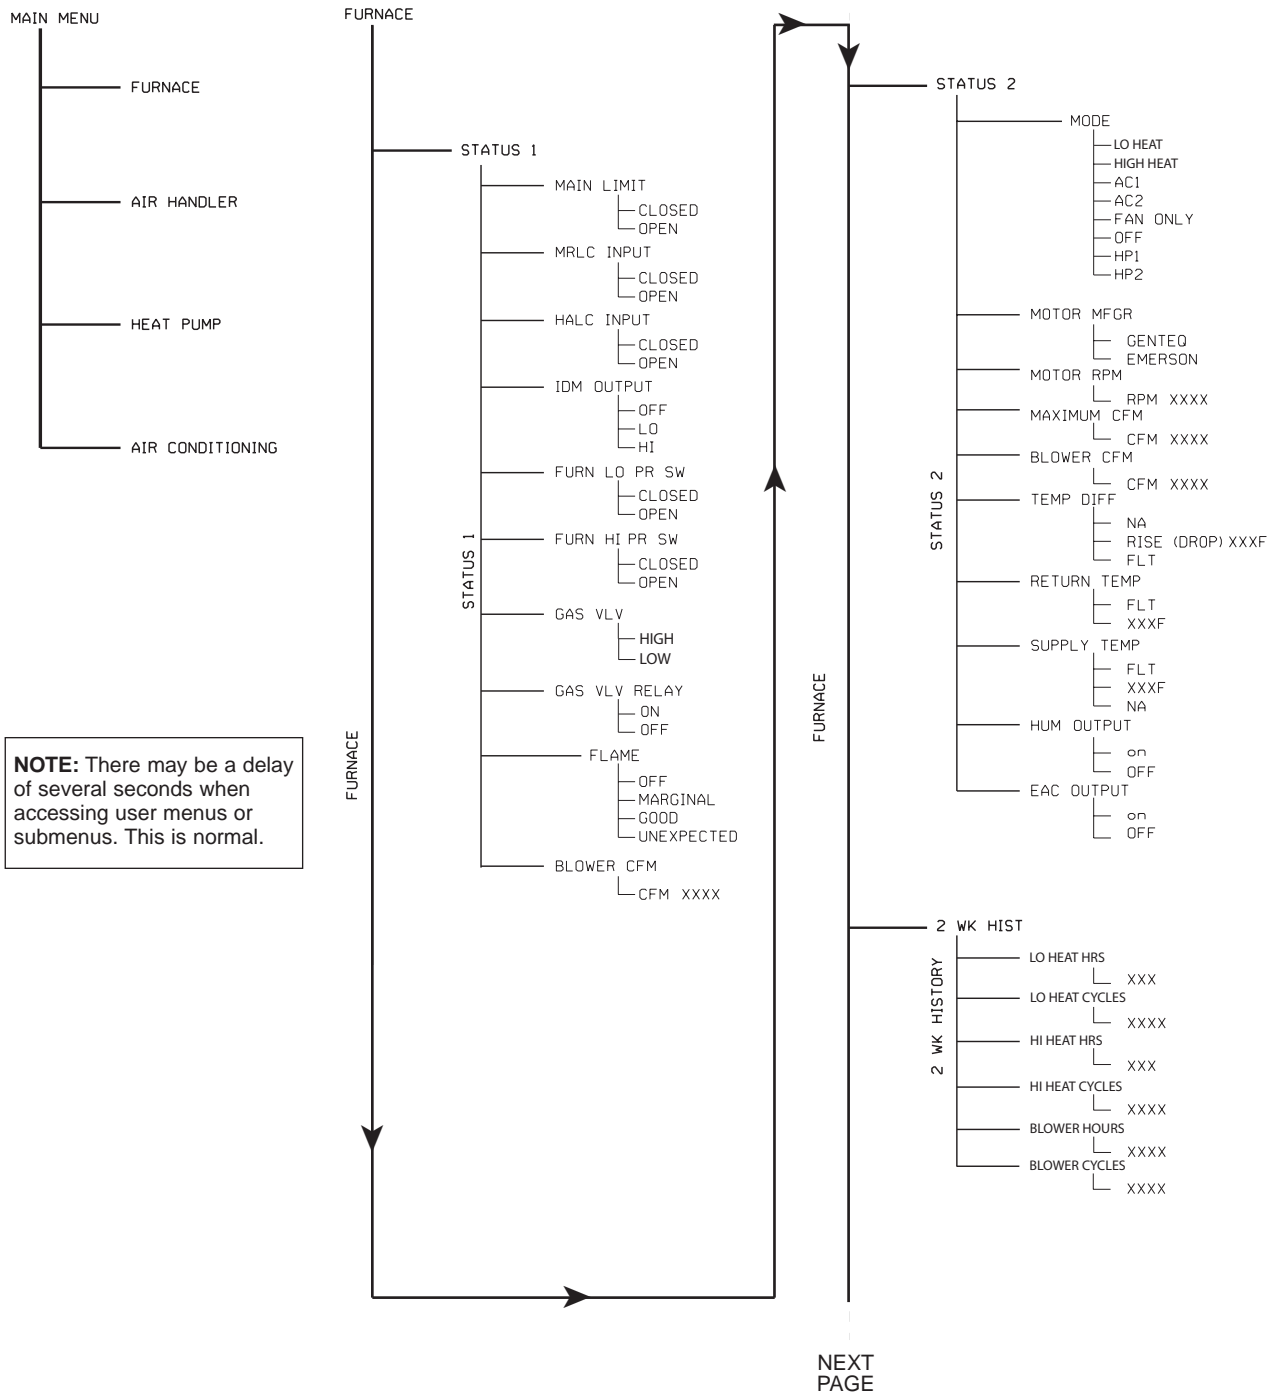 MAIN MENU
FURNACE
AIR HANDLER
HEAT PUMP
AIR CONDITIONING
NOTE: There may be a delay
of several seconds when
accessing user menus or
submenus. This is normal.
FURNACE
FURNACE
STATUS 1
STATUS 1
MAIN LIMIT
CLOSED
OPEN
MRLC INPUT
CLOSED
OPEN
HALC INPUT
CLOSED
OPEN
IDM OUTPUT
OFF
LO
HI
FURN LO PR SW
CLOSED
OPEN
FURN HI PR SW
CLOSED
OPEN
GAS VLV
HIGH
LOW
GAS VLV RELAY
ON
OFF
FLAME
OFF
MARGINAL
GOOD
UNEXPECTED
BLOWER CFM
CFM XXXX
FURNACE
STATUS 2
STATUS 2
MODE
LO HEAT
HIGH HEAT
AC1
AC2
FAN ONLY
OFF
HP1
HP2
MOTOR MFGR
GENTEQ
EMERSON
MOTOR RPM
RPM XXXX
MAXIMUM CFM
CFM XXXX
BLOWER CFM
CFM XXXX
TEMP DIFF
NA
RISE (DROP) XXXF
FLT
RETURN TEMP
FLT
XXXF
SUPPLY TEMP
FLT
XXXF
NA
HUM OUTPUT
on
OFF
EAC OUTPUT
on
OFF
2 WK HIST
2 WK HISTORY
LO HEAT HRS
XXX
LO HEAT CYCLES
XXXX
HI HEAT HRS
XXX
HI HEAT CYCLES
XXXX
BLOWER HOURS
XXXX
BLOWER CYCLES
XXXX
NEXT
PAGE